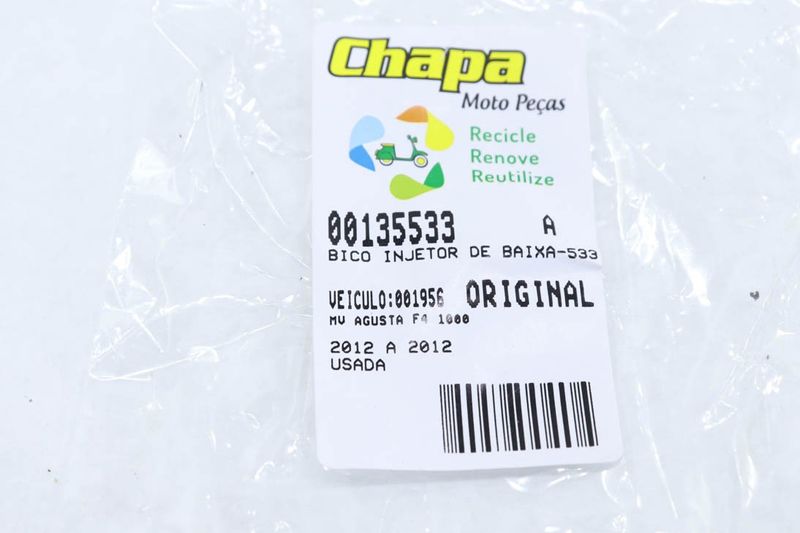 Chapa
Moto Peças
Recicle
Renove
Reutilize
00135533 A
BICO INJETOR DE BAIXA-533
VEICULO:001956 ORIGINAL
MV AGUSTA F4 1000
2012 A 2012
USADA